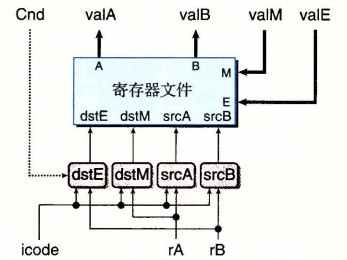 Cnd valA valB valM valE
A B M
寄存器文件
E
dstE dstM srcA srcB
dstE dstM srcA srcB
icode rA rB